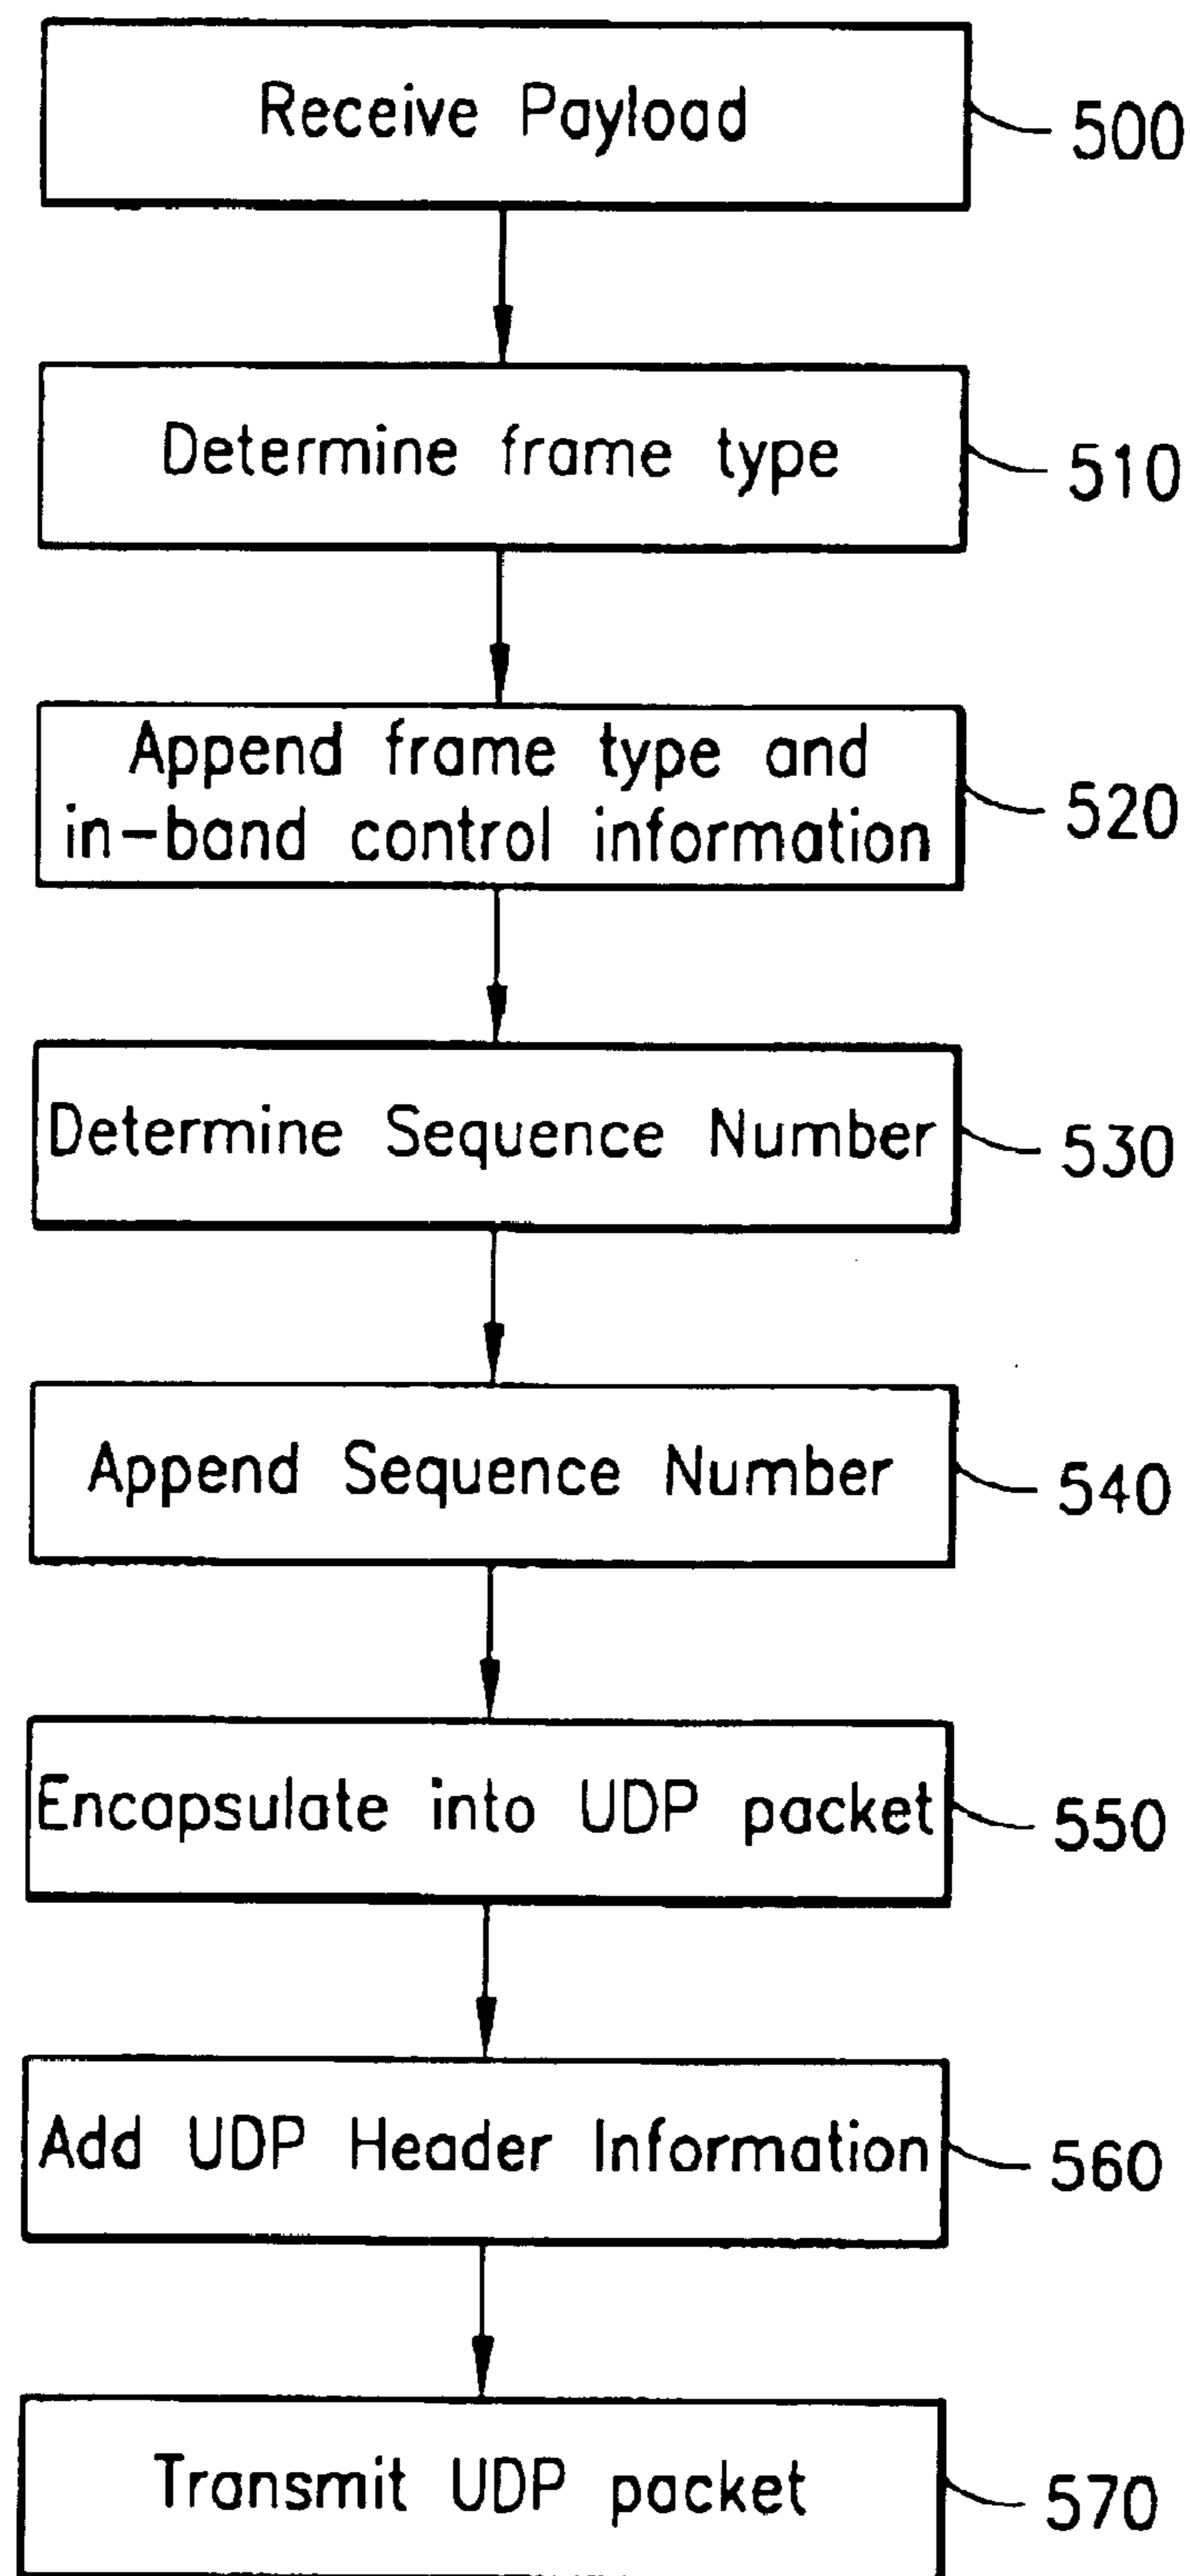 Receive Payload
500
Determine frame type
510
Append frame type and
in-band control information
520
Determine Sequence Number
530
Append Sequence Number
540
Encapsulate into UDP packet
550
Add UDP Header Information
560
Transmit UDP packet
570